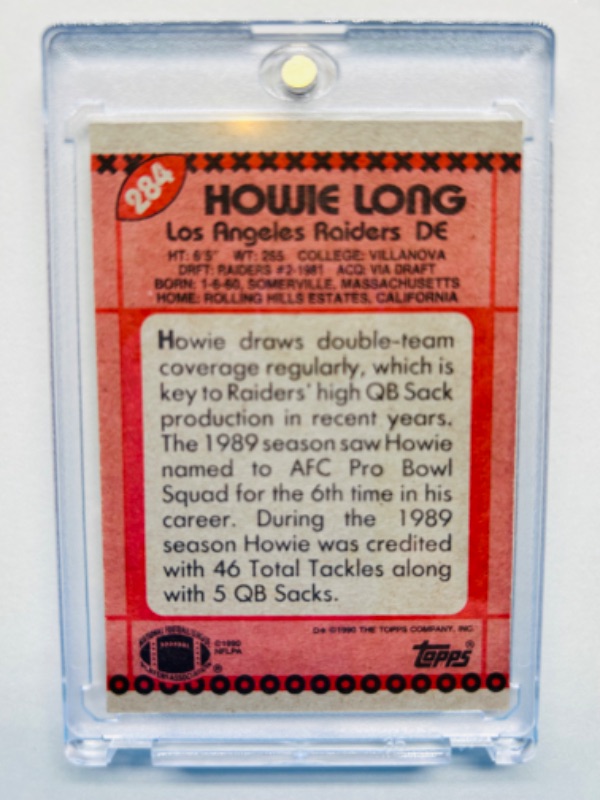 284
HOWIE LONG
Los Angeles Raiders DE
HT: 6'5" WT: 265 COLLEGE: VILLANOVA
DRFT: RAIDERS #2-1981 ACQ: VIA DRAFT
BORN: 1-6-60, SOMERVILLE, MASSACHUSETTS
HOME: ROLLING HILLS ESTATES, CALIFORNIA
Howie draws double-team
coverage regularly, which is
key to Raiders' high QB Sack
production in recent years.
The 1989 season saw Howie
named to AFC Pro Bowl
Squad for the 6th time in his
career. During the 1989
season Howie was credited
with 46 Total Tackles along
with 5 QB Sacks.
©1990 THE TOPPS COMPANY, INC.
©1990
NFLPA
topps®